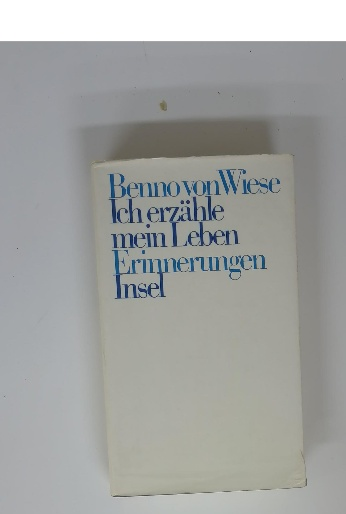 Benno von Wiese
Ich erzähle
mein Leben
Erinnerungen
Insel